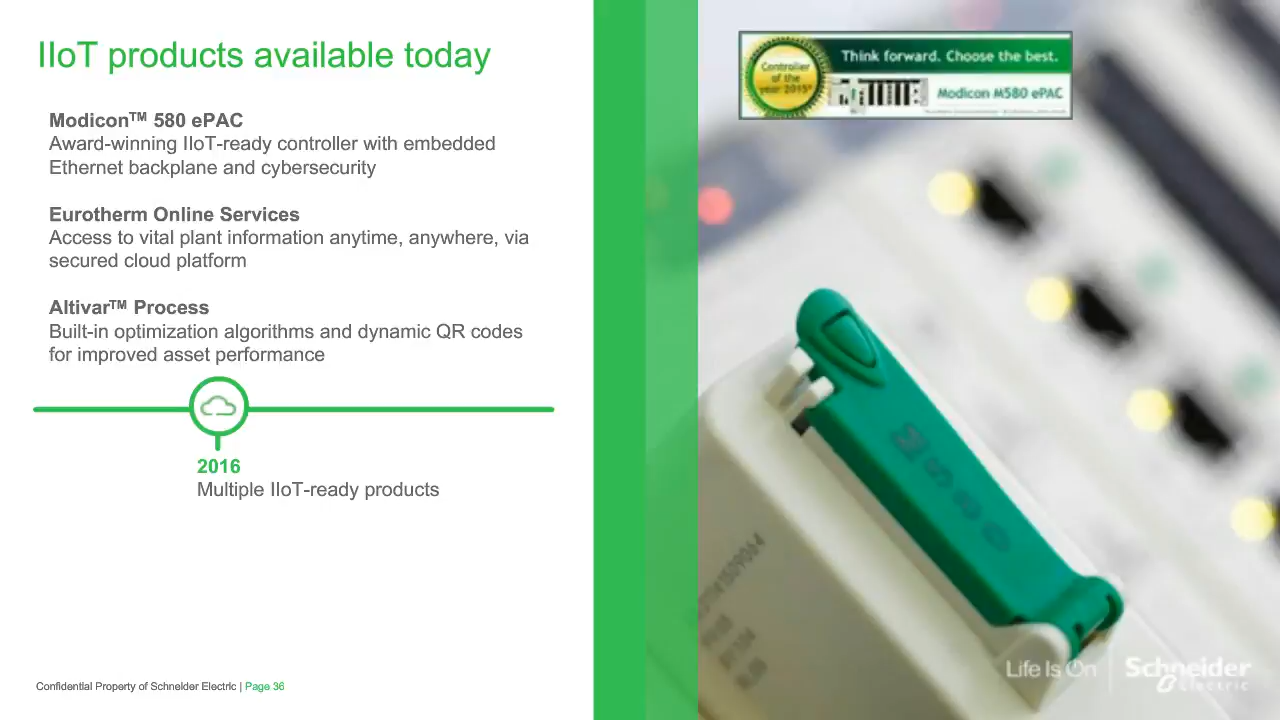 IIoT products available today
Modicon™ 580 ePAC
Award-winning IIoT-ready controller with embedded
Ethernet backplane and cybersecurity
Eurotherm Online Services
Access to vital plant information anytime, anywhere, via
secured cloud platform
Altivar™ Process
Built-in optimization algorithms and dynamic QR codes
for improved asset performance
2016
Multiple IIoT-ready products
Confidential Property of Schneider Electric | Page 36
Controller
of the
year 2015*
Think forward. Choose the best.
Modicon M580 ePAC
M580
Life Is On
Schneider
Electric